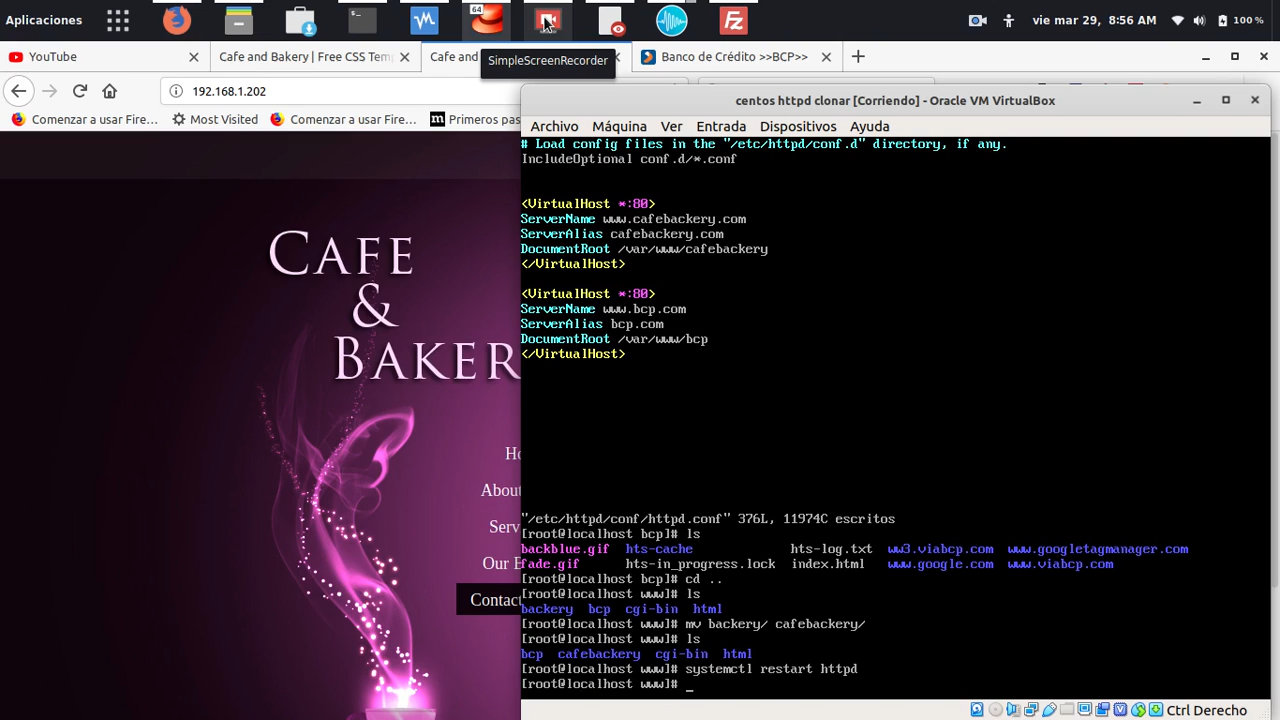 Aplicaciones
64
vie mar 29, 8:56 AM
100 %
YouTube
Cafe and Bakery | Free CSS Tem
Cafe and
Banco de Crédito >>BCP>>
SimpleScreenRecorder
192.168.1.202
Comenzar a usar Fire…
Most Visited
Comenzar a usar Fire…
Primeros pas
centos httpd clonar [Corriendo] - Oracle VM VirtualBox
Archivo Máquina Ver Entrada Dispositivos Ayuda
# Load config files in the "/etc/httpd/conf.d" directory, if any.
IncludeOptional conf.d/*.conf
<VirtualHost *:80>
ServerName www.cafebackery.com
ServerAlias cafebackery.com
DocumentRoot /var/www/cafebackery
</VirtualHost>
<VirtualHost *:80>
ServerName www.bcp.com
ServerAlias bcp.com
DocumentRoot /var/www/bcp
</VirtualHost>
"/etc/httpd/conf/httpd.conf" 376L, 11974C escritos
[root@localhost bcp]# ls
backblue.gif hts-cache hts-log.txt ww3.viabcp.com www.googletagmanager.com
fade.gif hts-in_progress.lock index.html www.google.com www.viabcp.com
[root@localhost bcp]# cd ..
[root@localhost www]# ls
backery bcp cgi-bin html
[root@localhost www]# mv backery/ cafebackery/
[root@localhost www]# ls
bcp cafebackery cgi-bin html
[root@localhost www]# systemctl restart httpd
[root@localhost www]# _
Ctrl Derecho
CAFE
&
BAKER
Ho
About
Serv
Our B
Contac